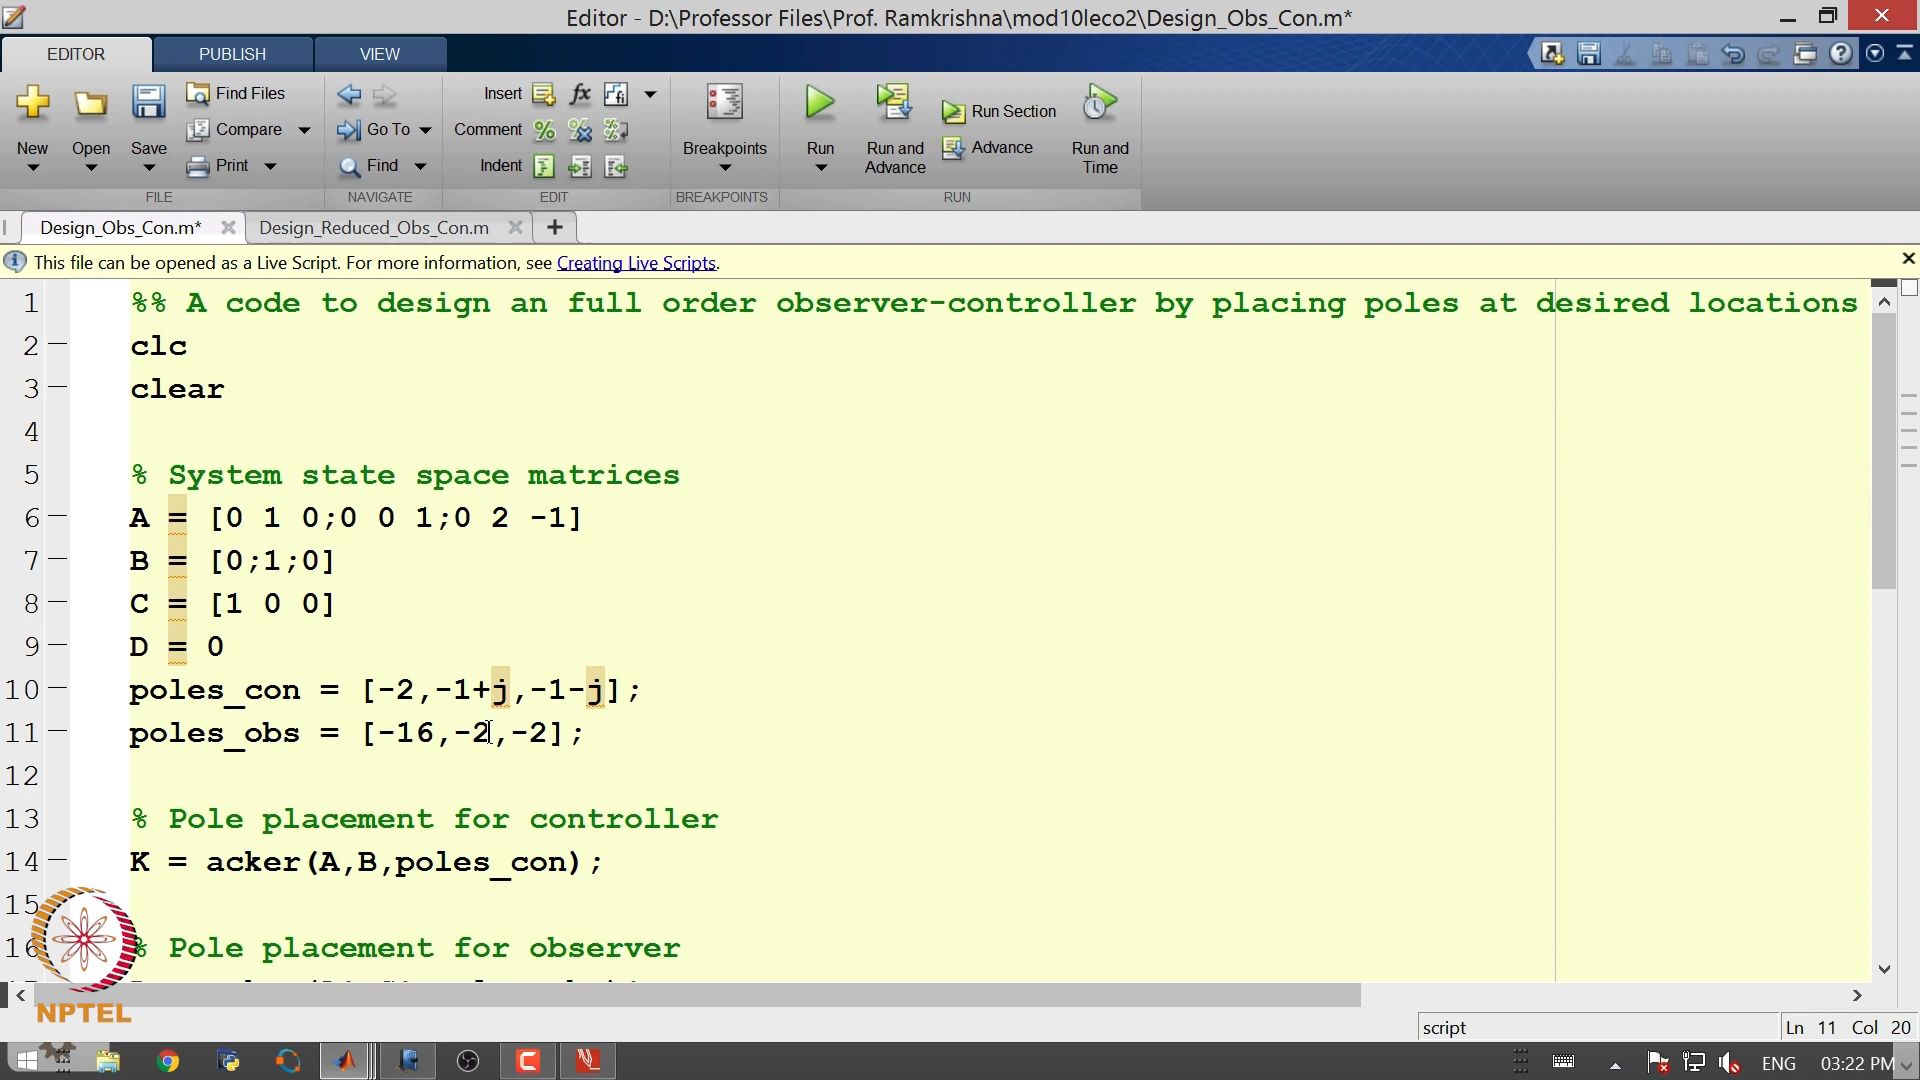 Editor - D:\Professor Files\Prof. Ramkrishna\mod10leco2\Design_Obs_Con.m*
EDITOR PUBLISH VIEW
New Open Save
Find Files
Compare
Print
Go To
Find
Insert
Comment
Indent
Breakpoints
Run
Run and Advance
Run Section
Advance
Run and Time
FILE NAVIGATE EDIT BREAKPOINTS RUN
Design_Obs_Con.m* Design_Reduced_Obs_Con.m
This file can be opened as a Live Script. For more information, see Creating Live Scripts.
1 %% A code to design an full order observer-controller by placing poles at desired locations
2 clc
3 clear
4
5 % System state space matrices
6 A = [0 1 0;0 0 1;0 2 -1]
7 B = [0;1;0]
8 C = [1 0 0]
9 D = 0
10 poles_con = [-2,-1+j,-1-j];
11 poles_obs = [-16,-2,-2];
12
13 % Pole placement for controller
14 K = acker(A,B,poles_con);
15
16 % Pole placement for observer
NPTEL
script Ln 11 Col 20
ENG 03:22 PM